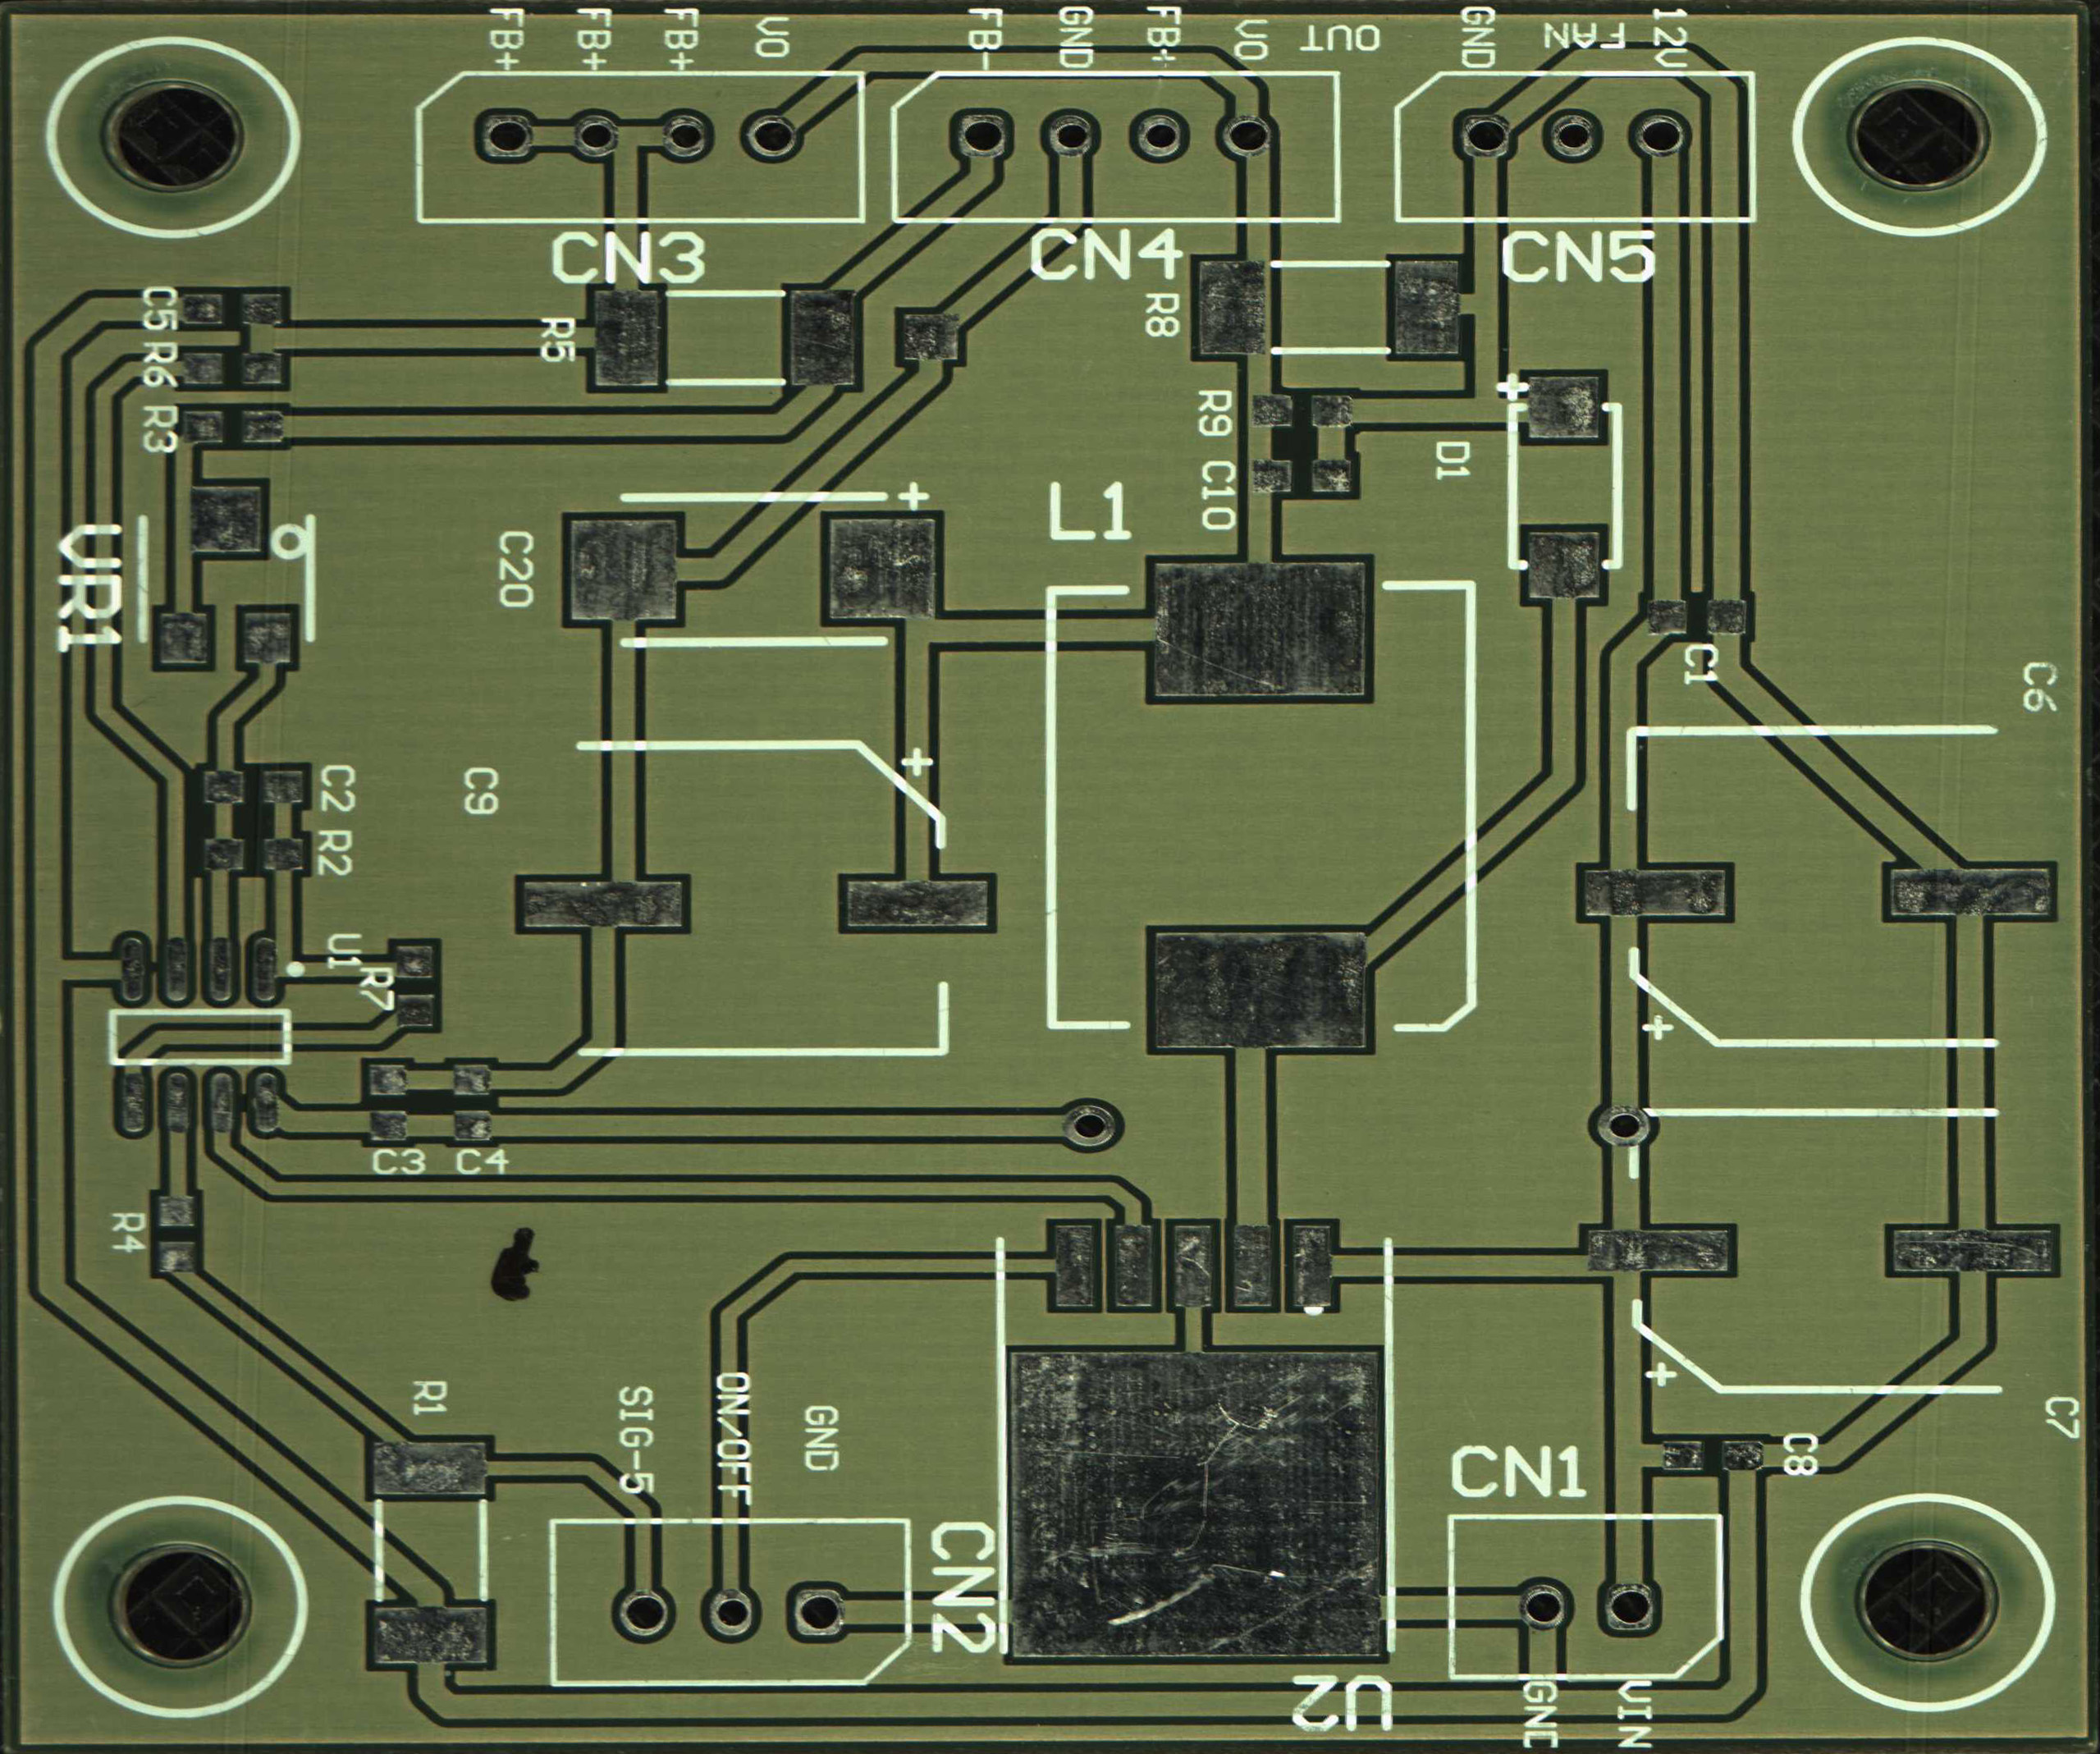 FB+
FB+
FB+
VO
FB-
GND
FB+
VO
OUT
GND
FAN
12V
CN3
CN4
CN5
C5
R6
R3
R5
R8
R9
C10
D1
L1
VR1
C20
C1
C6
C2
R2
C9
U1
R7
C3
C4
R4
R1
SIG-5
ON/OFF
GND
CN2
CN1
C8
C7
U2
GND
VIN